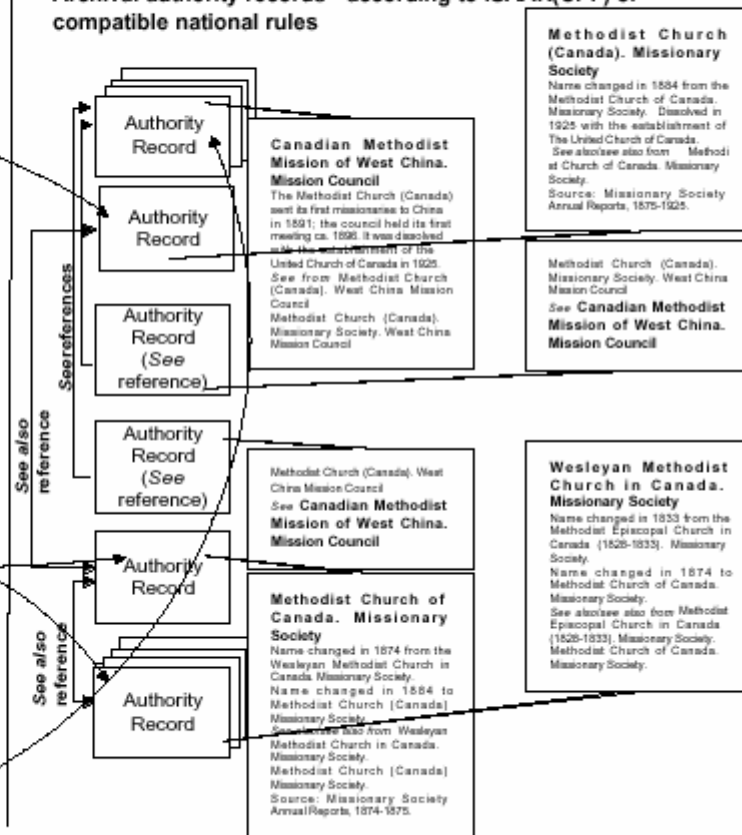 compatible national rules
Authority
Record
Authority
Record
Authority
Record
(See
reference)
Authority
Record
(See
reference)
Authority
Record
Authority
Record
See references
See also
reference
See also
reference
Canadian Methodist
Mission of West China.
Mission Council
The Methodist Church (Canada)
sent its first missionaries to China
in 1891; the council held its first
meeting ca. 1896. It was dissolved
with the establishment of the
United Church of Canada in 1925.
See from Methodist Church
(Canada). West China Mission
Council
Methodist Church (Canada).
Missionary Society. West China
Mission Council
Methodist Church (Canada). West
China Mission Council
See Canadian Methodist
Mission of West China.
Mission Council
Methodist Church of
Canada. Missionary
Society
Name changed in 1874 from the
Wesleyan Methodist Church in
Canada. Missionary Society.
Name changed in 1884 to
Methodist Church (Canada)
Missionary Society.
See also/see also from Wesleyan
Methodist Church in Canada.
Missionary Society.
Methodist Church (Canada)
Missionary Society.
Source: Missionary Society
Annual Reports, 1874-1875.
Methodist Church
(Canada). Missionary
Society
Name changed in 1884 from the
Methodist Church of Canada.
Missionary Society. Dissolved in
1925 with the establishment of
The United Church of Canada.
See also/see also from Methodi
st Church of Canada. Missionary
Society.
Source: Missionary Society
Annual Reports, 1875-1925.
Methodist Church (Canada).
Missionary Society. West China
Mission Council
See Canadian Methodist
Mission of West China.
Mission Council
Wesleyan Methodist
Church in Canada.
Missionary Society
Name changed in 1833 from the
Methodist Episcopal Church in
Canada (1828-1833). Missionary
Society.
Name changed in 1874 to
Methodist Church of Canada.
Missionary Society.
See also/see also from Methodist
Episcopal Church in Canada
(1828-1833). Missionary Society.
Methodist Church of Canada.
Missionary Society.